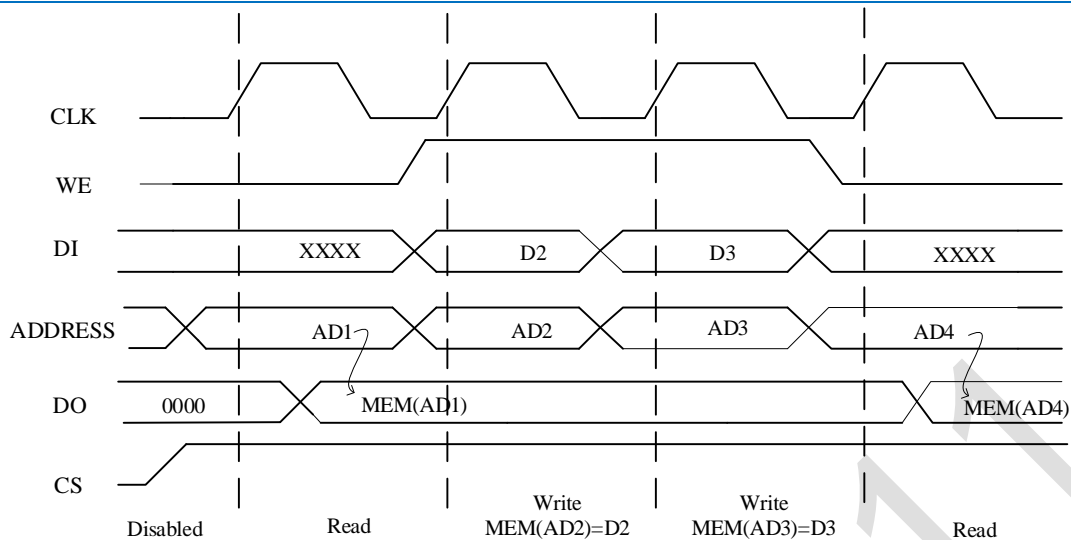 CLK
WE
DI XXXX D2 D3 XXXX
ADDRESS AD1 AD2 AD3 AD4
DO 0000 MEM(AD1) MEM(AD4)
CS
Disabled Read Write MEM(AD2)=D2 Write MEM(AD3)=D3 Read